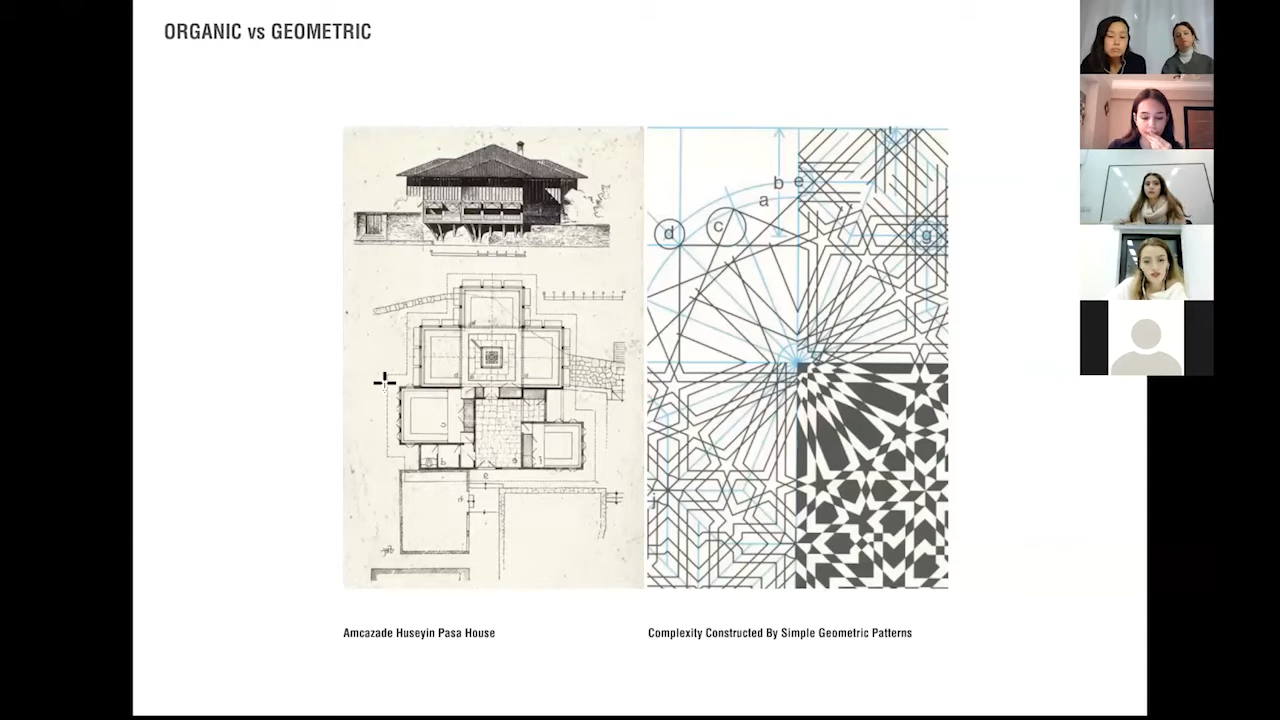 ORGANIC vs GEOMETRIC
b
e
a
c
d
g
Amcazade Huseyin Pasa House
Complexity Constructed By Simple Geometric Patterns